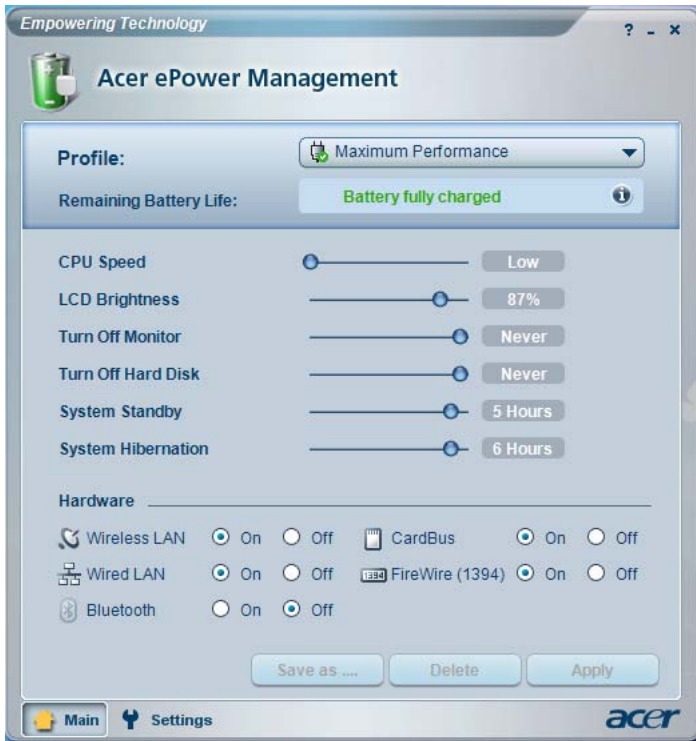 Empowering Technology
? - x
Acer ePower Management
Profile: Maximum Performance
Remaining Battery Life: Battery fully charged
CPU Speed Low
LCD Brightness 87%
Turn Off Monitor Never
Turn Off Hard Disk Never
System Standby 5 Hours
System Hibernation 6 Hours
Hardware
Wireless LAN On Off CardBus On Off
Wired LAN On Off 1394 FireWire (1394) On Off
Bluetooth On Off
Save as .... Delete Apply
Main Settings acer